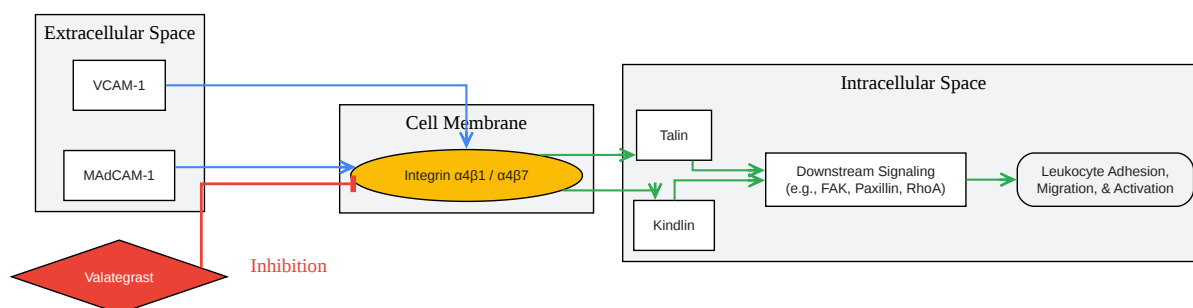 Extracellular Space
VCAM-1
MAdCAM-1
Valategrast
Inhibition
Cell Membrane
Integrin α4β1 / α4β7
Intracellular Space
Talin
Kindlin
Downstream Signaling
(e.g., FAK, Paxillin, RhoA)
Leukocyte Adhesion,
Migration, & Activation